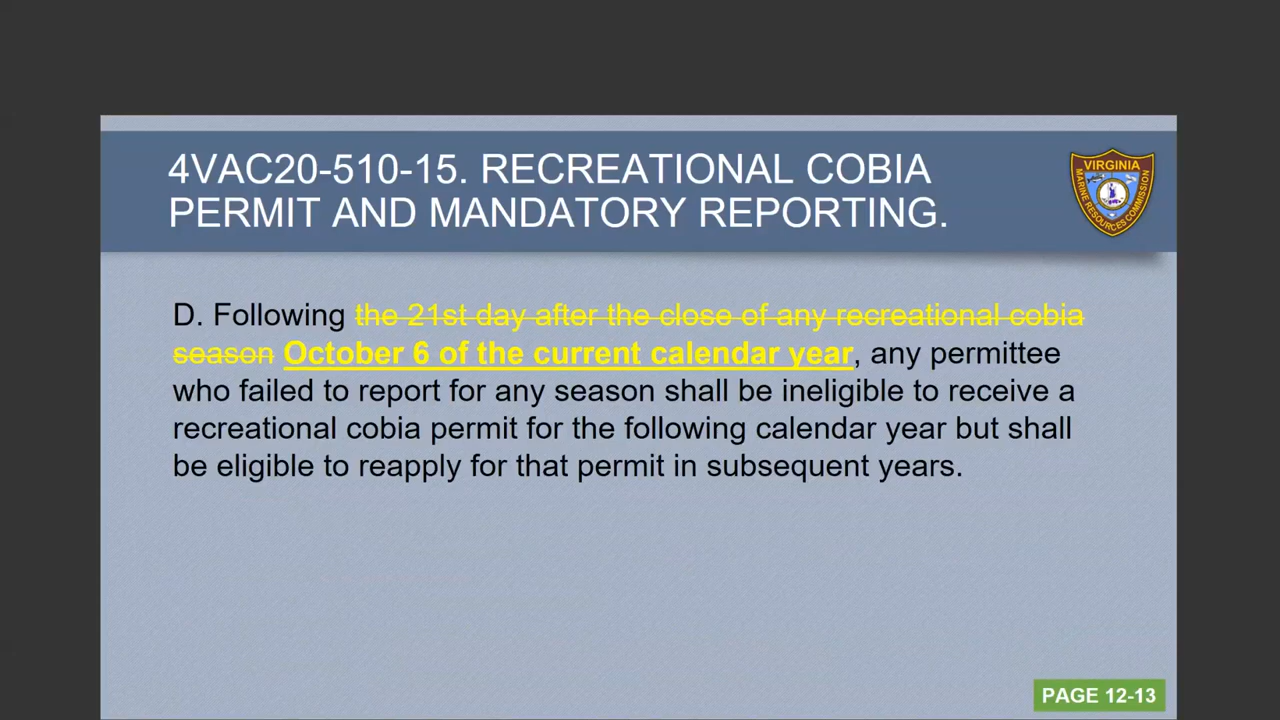 4VAC20-510-15. RECREATIONAL COBIA
PERMIT AND MANDATORY REPORTING.
VIRGINIA
MARINE RESOURCES COMMISSION
D. Following the 21st day after the close of any recreational cobia
season October 6 of the current calendar year, any permittee
who failed to report for any season shall be ineligible to receive a
recreational cobia permit for the following calendar year but shall
be eligible to reapply for that permit in subsequent years.
PAGE 12-13